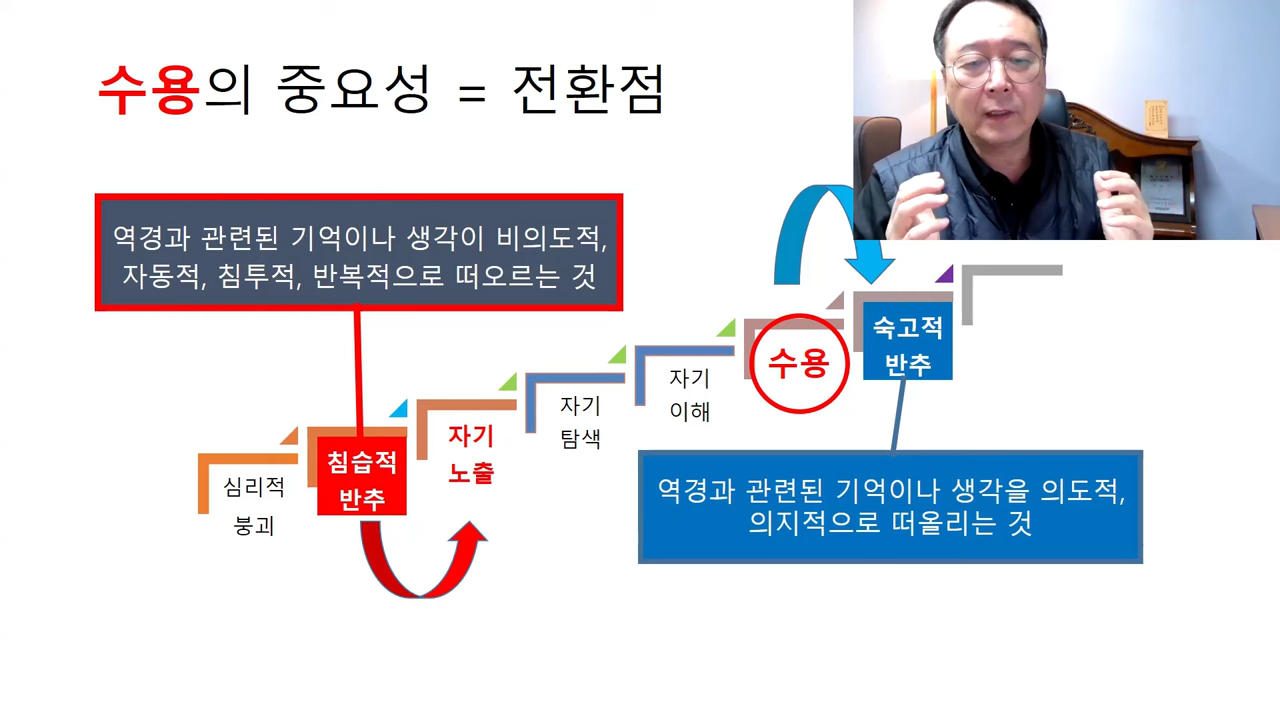 수용의 중요성 = 전환점
역경과 관련된 기억이나 생각이 비의도적,
자동적, 침투적, 반복적으로 떠오르는 것
심리적
붕괴
침습적
반추
자기
노출
자기
탐색
자기
이해
수용
숙고적
반추
역경과 관련된 기억이나 생각을 의도적,
의지적으로 떠올리는 것